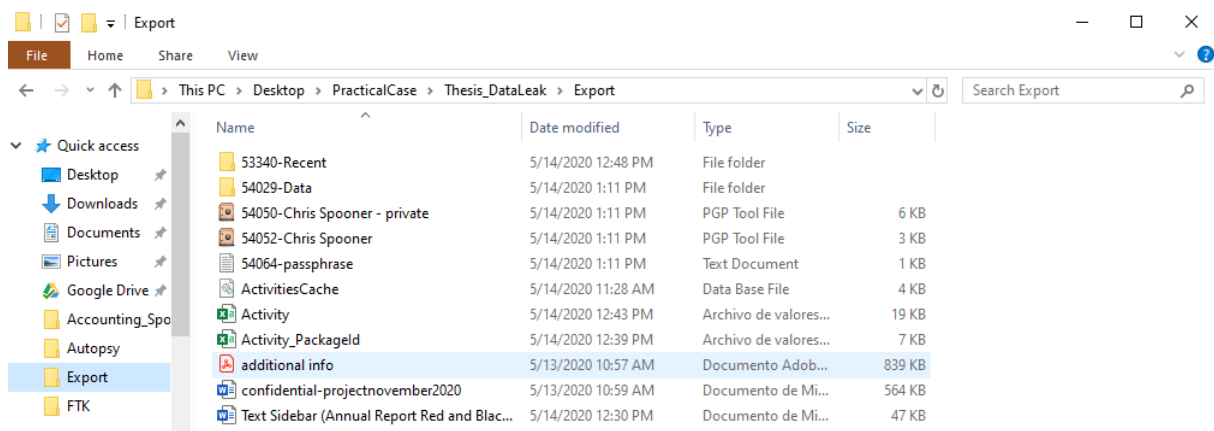 Export
File Home Share View
This PC > Desktop > PracticalCase > Thesis_DataLeak > Export Search Export
Name Date modified Type Size
Quick access
Desktop
Downloads
Documents
Pictures
Google Drive
Accounting_Spo
Autopsy
Export
FTK
53340-Recent 5/14/2020 12:48 PM File folder
54029-Data 5/14/2020 1:11 PM File folder
54050-Chris Spooner - private 5/14/2020 1:11 PM PGP Tool File 6 KB
54052-Chris Spooner 5/14/2020 1:11 PM PGP Tool File 3 KB
54064-passphrase 5/14/2020 1:11 PM Text Document 1 KB
ActivitiesCache 5/14/2020 11:28 AM Data Base File 4 KB
Activity 5/14/2020 12:43 PM Archivo de valores... 19 KB
Activity_PackageId 5/14/2020 12:39 PM Archivo de valores... 7 KB
additional info 5/13/2020 10:57 AM Documento Adob... 839 KB
confidential-projectnovember2020 5/13/2020 10:59 AM Documento de Mi... 564 KB
Text Sidebar (Annual Report Red and Blac... 5/14/2020 12:30 PM Documento de Mi... 47 KB